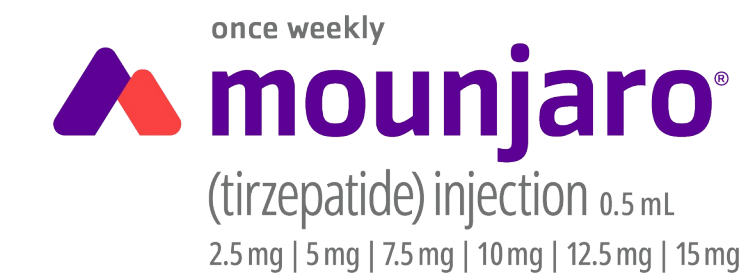 once weekly
mounjaro®
(tirzepatide) injection 0.5 mL
2.5 mg | 5 mg | 7.5 mg | 10 mg | 12.5 mg | 15 mg